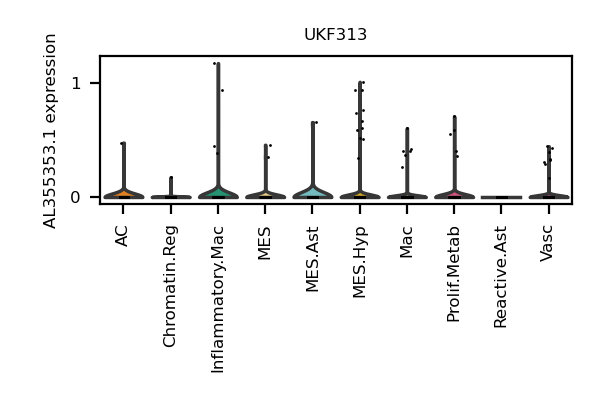 UKF313
AL355353.1 expression
1
0
AC
Chromatin.Reg
Inflammatory.Mac
MES
MES.Ast
MES.Hyp
Mac
Prolif.Metab
Reactive.Ast
Vasc